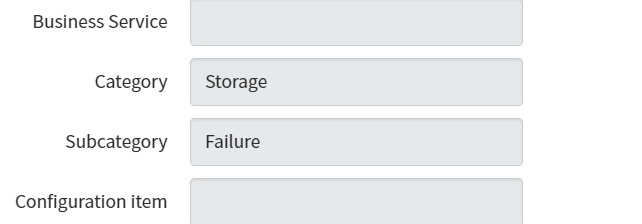 Business Service
Category Storage
Subcategory Failure
Configuration item